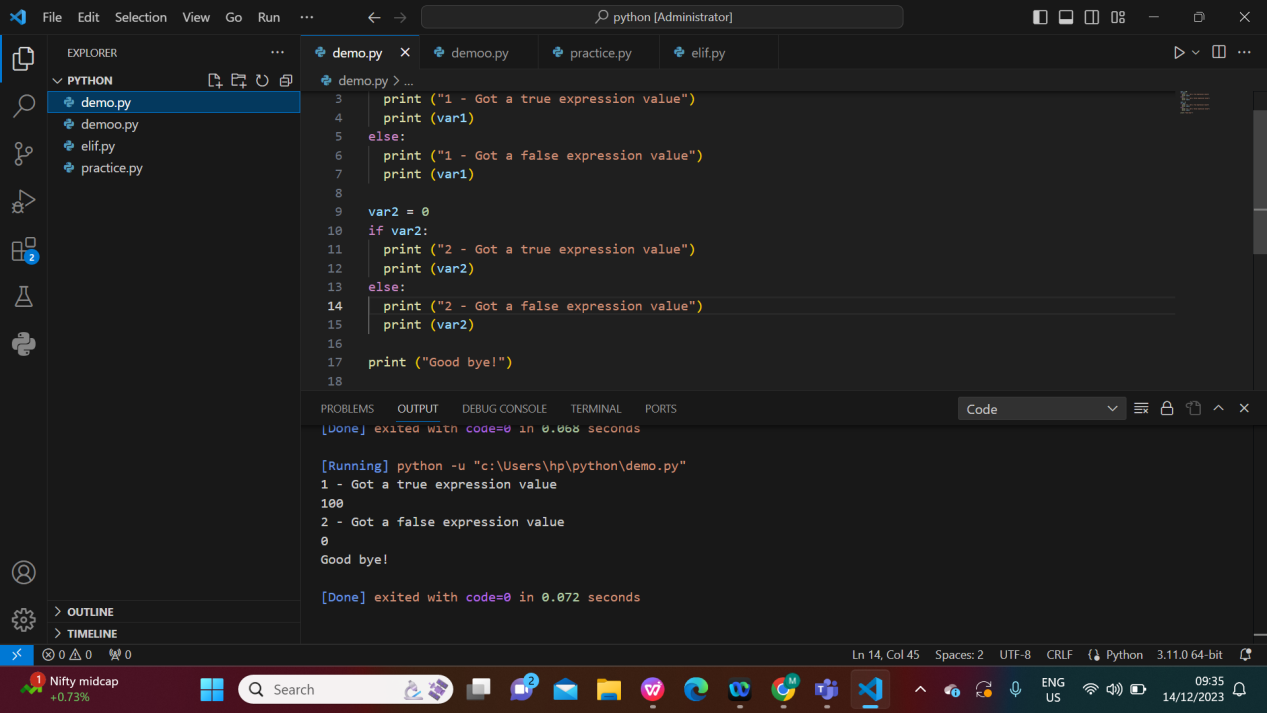 File Edit Selection View Go Run ···
python [Administrator]
EXPLORER ···
PYTHON
demo.py
demoo.py
elif.py
practice.py
2
OUTLINE
TIMELINE
demo.py demoo.py practice.py elif.py
demo.py > ...
3 print ("1 - Got a true expression value")
4 print (var1)
5 else:
6 print ("1 - Got a false expression value")
7 print (var1)
8
9 var2 = 0
10 if var2:
11 print ("2 - Got a true expression value")
12 print (var2)
13 else:
14 print ("2 - Got a false expression value")
15 print (var2)
16
17 print ("Good bye!")
18
PROBLEMS OUTPUT DEBUG CONSOLE TERMINAL PORTS Code
[Done] exited with code=0 in 0.068 seconds
[Running] python -u "c:\Users\hp\python\demo.py"
1 - Got a true expression value
100
2 - Got a false expression value
0
Good bye!
[Done] exited with code=0 in 0.072 seconds
0 0 0 Ln 14, Col 45 Spaces: 2 UTF-8 CRLF Python 3.11.0 64-bit
1 Nifty midcap
+0.73%
Search
2
M
ENG
US
09:35
14/12/2023